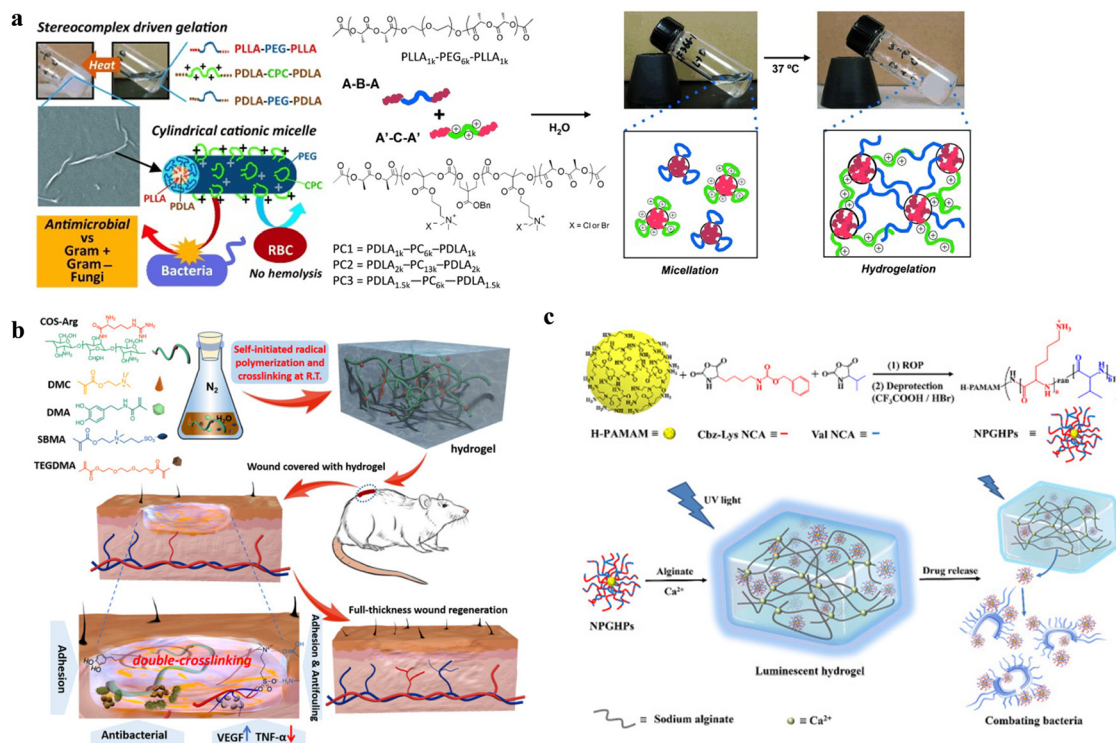 a
Stereocomplex driven gelation
Heat
PLLA-PEG-PLLA
PDLA-CPC-PDLA
PDLA-PEG-PDLA
Cylindrical cationic micelle
PEG
CPC
PLLA
PDLA
Antimicrobial
vs
Gram +
Gram –
Fungi
Bacteria
RBC
No hemolysis
PLLA1k-PEG6k-PLLA1k
A-B-A
+
A'-C-A'
H2O
X = Cl or Br
PC1 = PDLA1k–PC6k–PDLA1k
PC2 = PDLA2k–PC13k–PDLA2k
PC3 = PDLA1.5k–PC6k–PDLA1.5k
37 ºC
Micellation
Hydrogelation
b
COS-Arg
DMC
DMA
SBMA
TEGDMA
N2
H2O
Self-initiated radical
polymerization and
crosslinking at R.T.
hydrogel
Wound covered with hydrogel
Full-thickness wound regeneration
Adhesion
double-crosslinking
Adhesion & Antifouling
Antibacterial
VEGF
TNF-α
c
H-PAMAM ≡
Cbz-Lys NCA ≡
Val NCA ≡
(1) ROP
(2) Deprotection
(CF3COOH / HBr)
H-PAMAM
ran
NPGHPs ≡
UV light
NPGHPs
Alginate
Ca2+
Luminescent hydrogel
Drug release
Combating bacteria
≡ Sodium alginate
≡ Ca2+